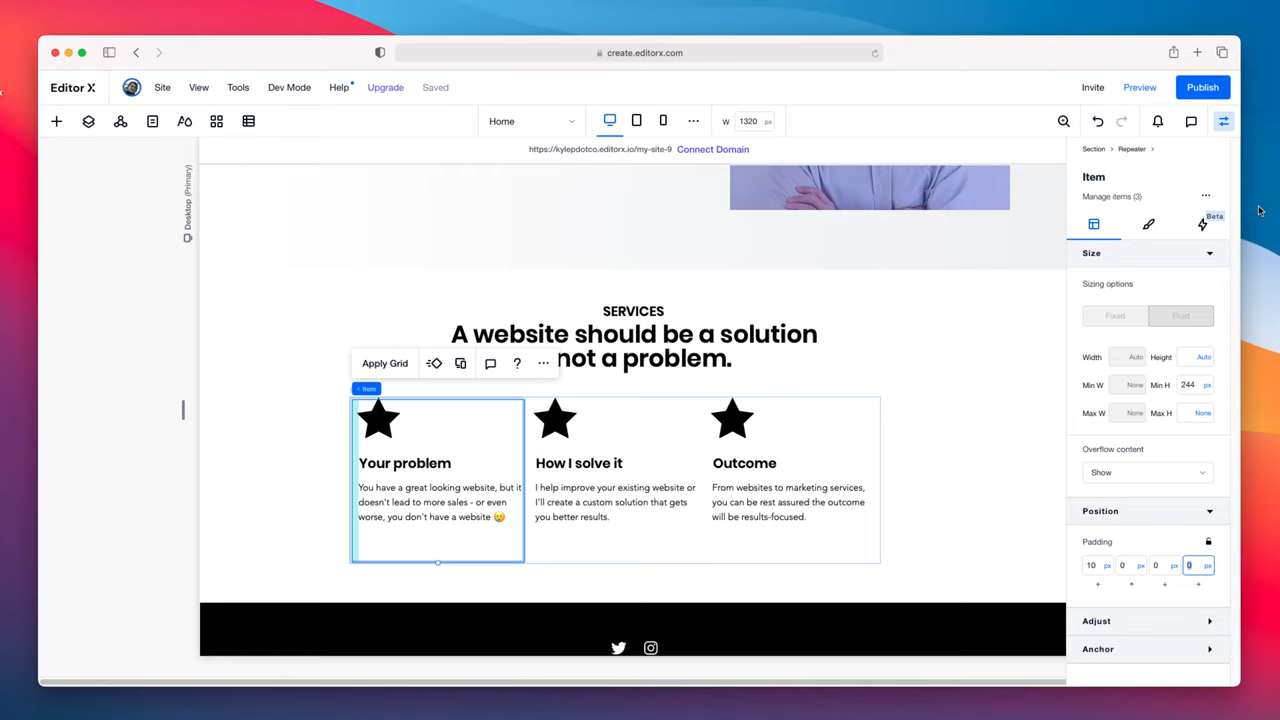 create.editorx.com
Editor X Site View Tools Dev Mode Help Upgrade Saved Invite Preview Publish
Home W 1320 px
https://kylepdotco.editorx.io/my-site-9 Connect Domain
Desktop (Primary)
SERVICES
A website should be a solution
not a problem.
Apply Grid ? ...
< Item
Your problem
You have a great looking website, but it
doesn't lead to more sales - or even
worse, you don't have a website
How I solve it
I help improve your existing website or
I'll create a custom solution that gets
you better results.
Outcome
From websites to marketing services,
you can be rest assured the outcome
will be results-focused.
Section > Repeater >
Item
Manage items (3)
Beta
Size
Sizing options
Fixed Fluid
Width Auto Height Auto
Min W None Min H 244 px
Max W None Max H None
Overflow content
Show
Position
Padding
10 px 0 px 0 px 0 px
Adjust
Anchor